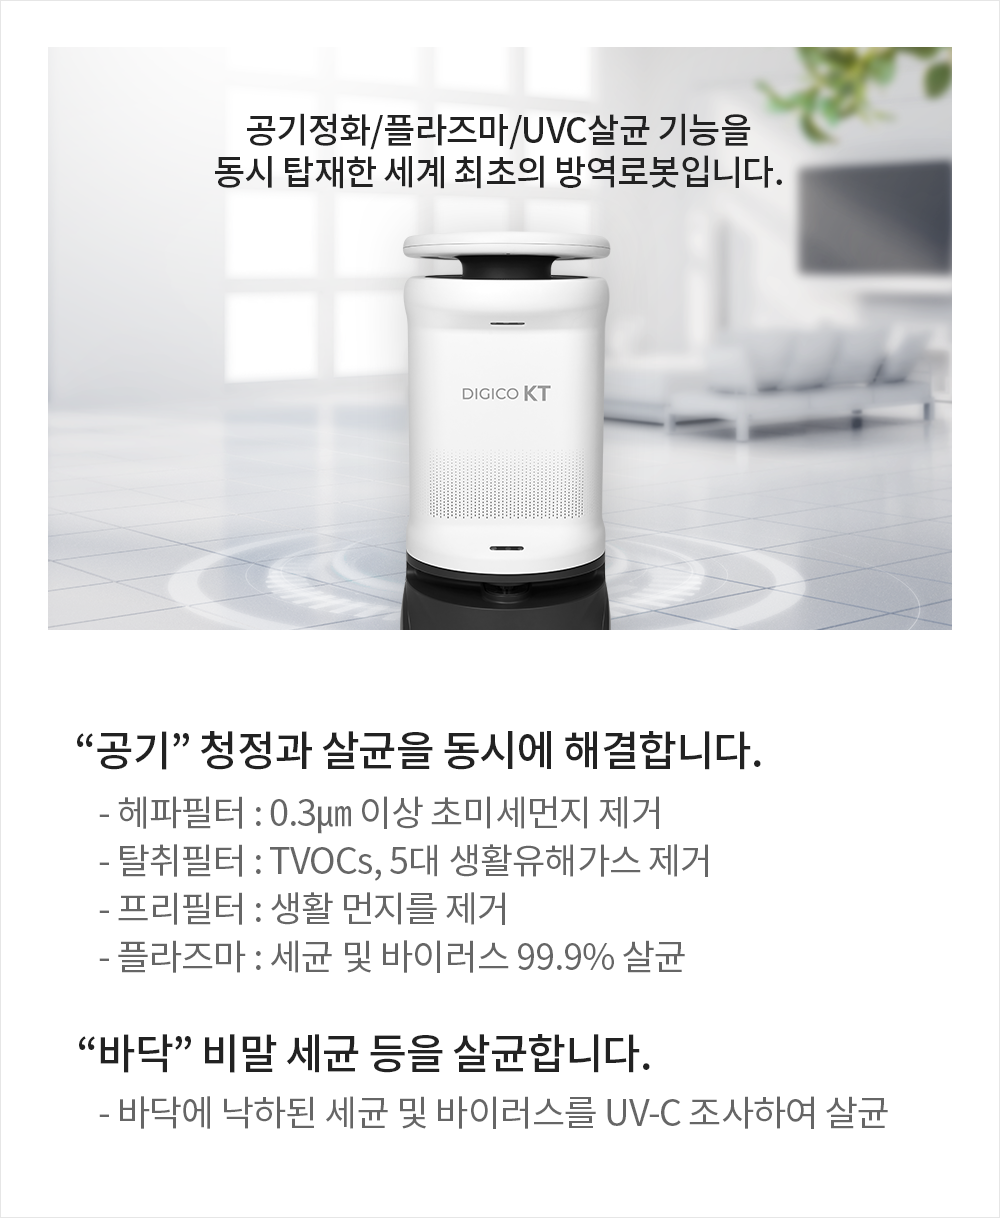 공기정화/플라즈마/UVC살균 기능을
동시 탑재한 세계 최초의 방역로봇입니다.
DIGICO KT
“공기” 청정과 살균을 동시에 해결합니다.
- 헤파필터 : 0.3㎛ 이상 초미세먼지 제거
- 탈취필터 : TVOCs, 5대 생활유해가스 제거
- 프리필터 : 생활 먼지를 제거
- 플라즈마 : 세균 및 바이러스 99.9% 살균
“바닥” 비말 세균 등을 살균합니다.
- 바닥에 낙하된 세균 및 바이러스를 UV-C 조사하여 살균